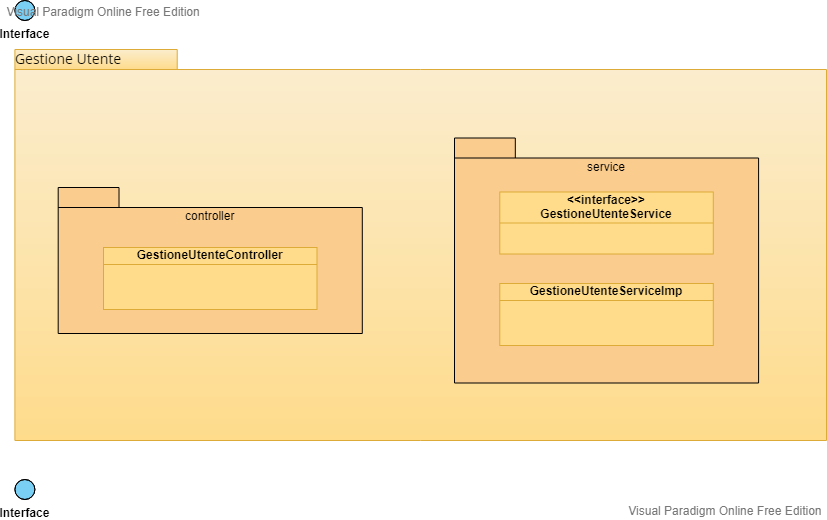 Visual Paradigm Online Free Edition
Interface
Gestione Utente
service
<<interface>>
GestioneUtenteService
controller
GestioneUtenteController
GestioneUtenteServiceImp
Interface
Visual Paradigm Online Free Edition